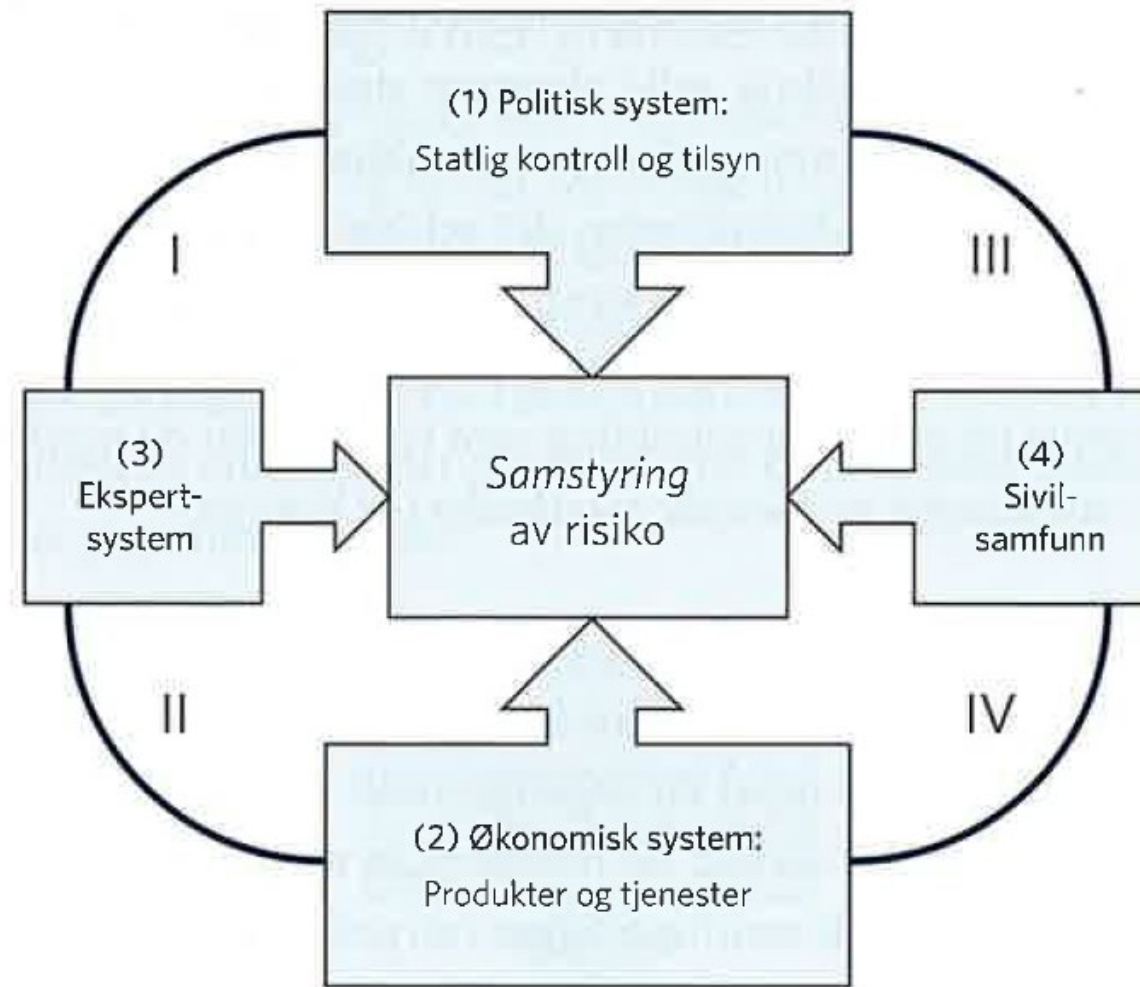 (1) Politisk system:
Statlig kontroll og tilsyn
I
III
(3)
Ekspert-
system
Samstyring
av risiko
(4)
Sivil-
samfunn
II
IV
(2) Økonomisk system:
Produkter og tjenester